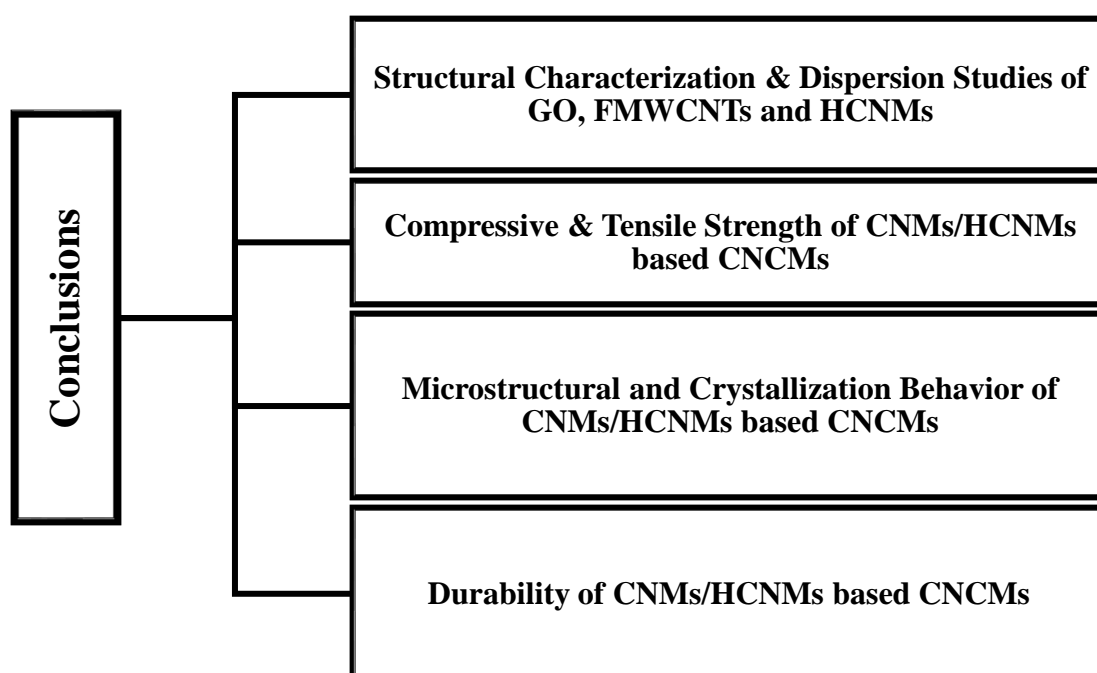 Conclusions
Structural Characterization & Dispersion Studies of
GO, FMWCNTs and HCNMs
Compressive & Tensile Strength of CNMs/HCNMs
based CNCMs
Microstructural and Crystallization Behavior of
CNMs/HCNMs based CNCMs
Durability of CNMs/HCNMs based CNCMs